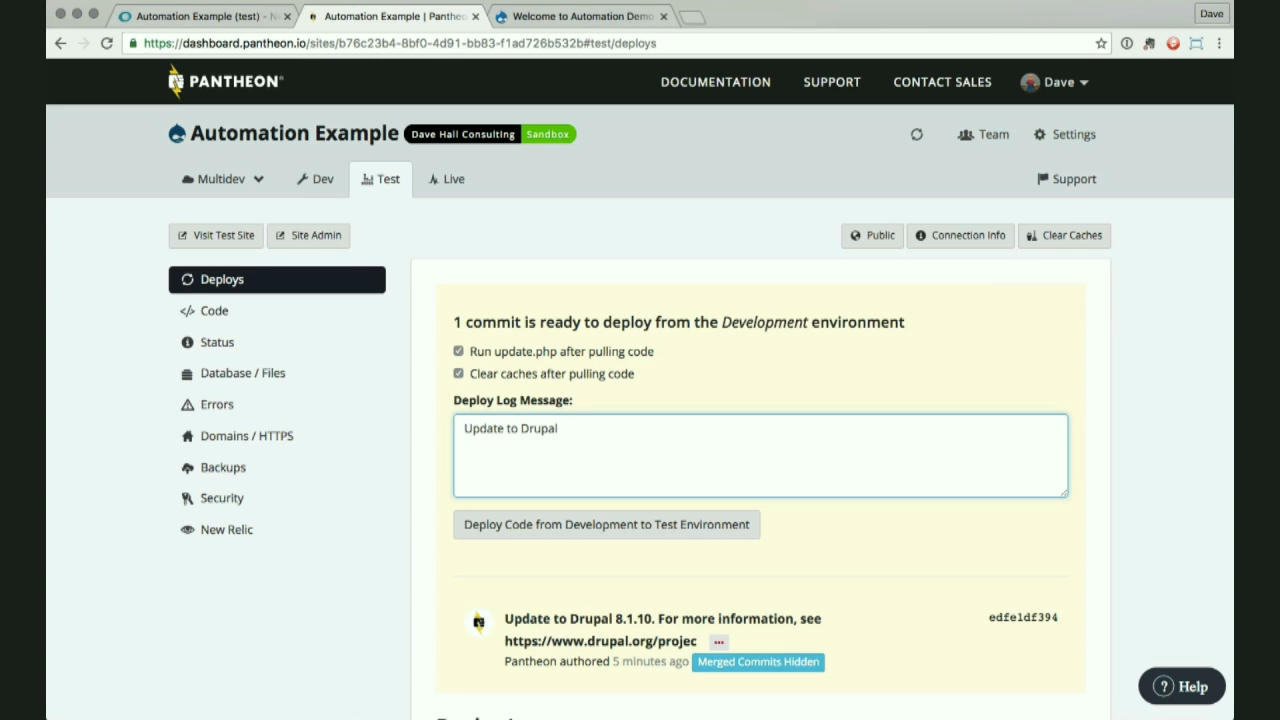 Automation Example (test) - N
Automation Example | Pantheo
Welcome to Automation Demo
Dave
https://dashboard.pantheon.io/sites/b76c23b4-8bf0-4d91-bb83-f1ad726b532b#test/deploys
PANTHEON
DOCUMENTATION
SUPPORT
CONTACT SALES
Dave
Automation Example
Dave Hall Consulting
Sandbox
Team
Settings
Multidev
Dev
Test
Live
Support
Visit Test Site
Site Admin
Public
Connection Info
Clear Caches
Deploys
Code
Status
Database / Files
Errors
Domains / HTTPS
Backups
Security
New Relic
1 commit is ready to deploy from the Development environment
Run update.php after pulling code
Clear caches after pulling code
Deploy Log Message:
Update to Drupal
Deploy Code from Development to Test Environment
Update to Drupal 8.1.10. For more information, see
https://www.drupal.org/projec ...
edfe1df394
Pantheon authored 5 minutes ago Merged Commits Hidden
? Help